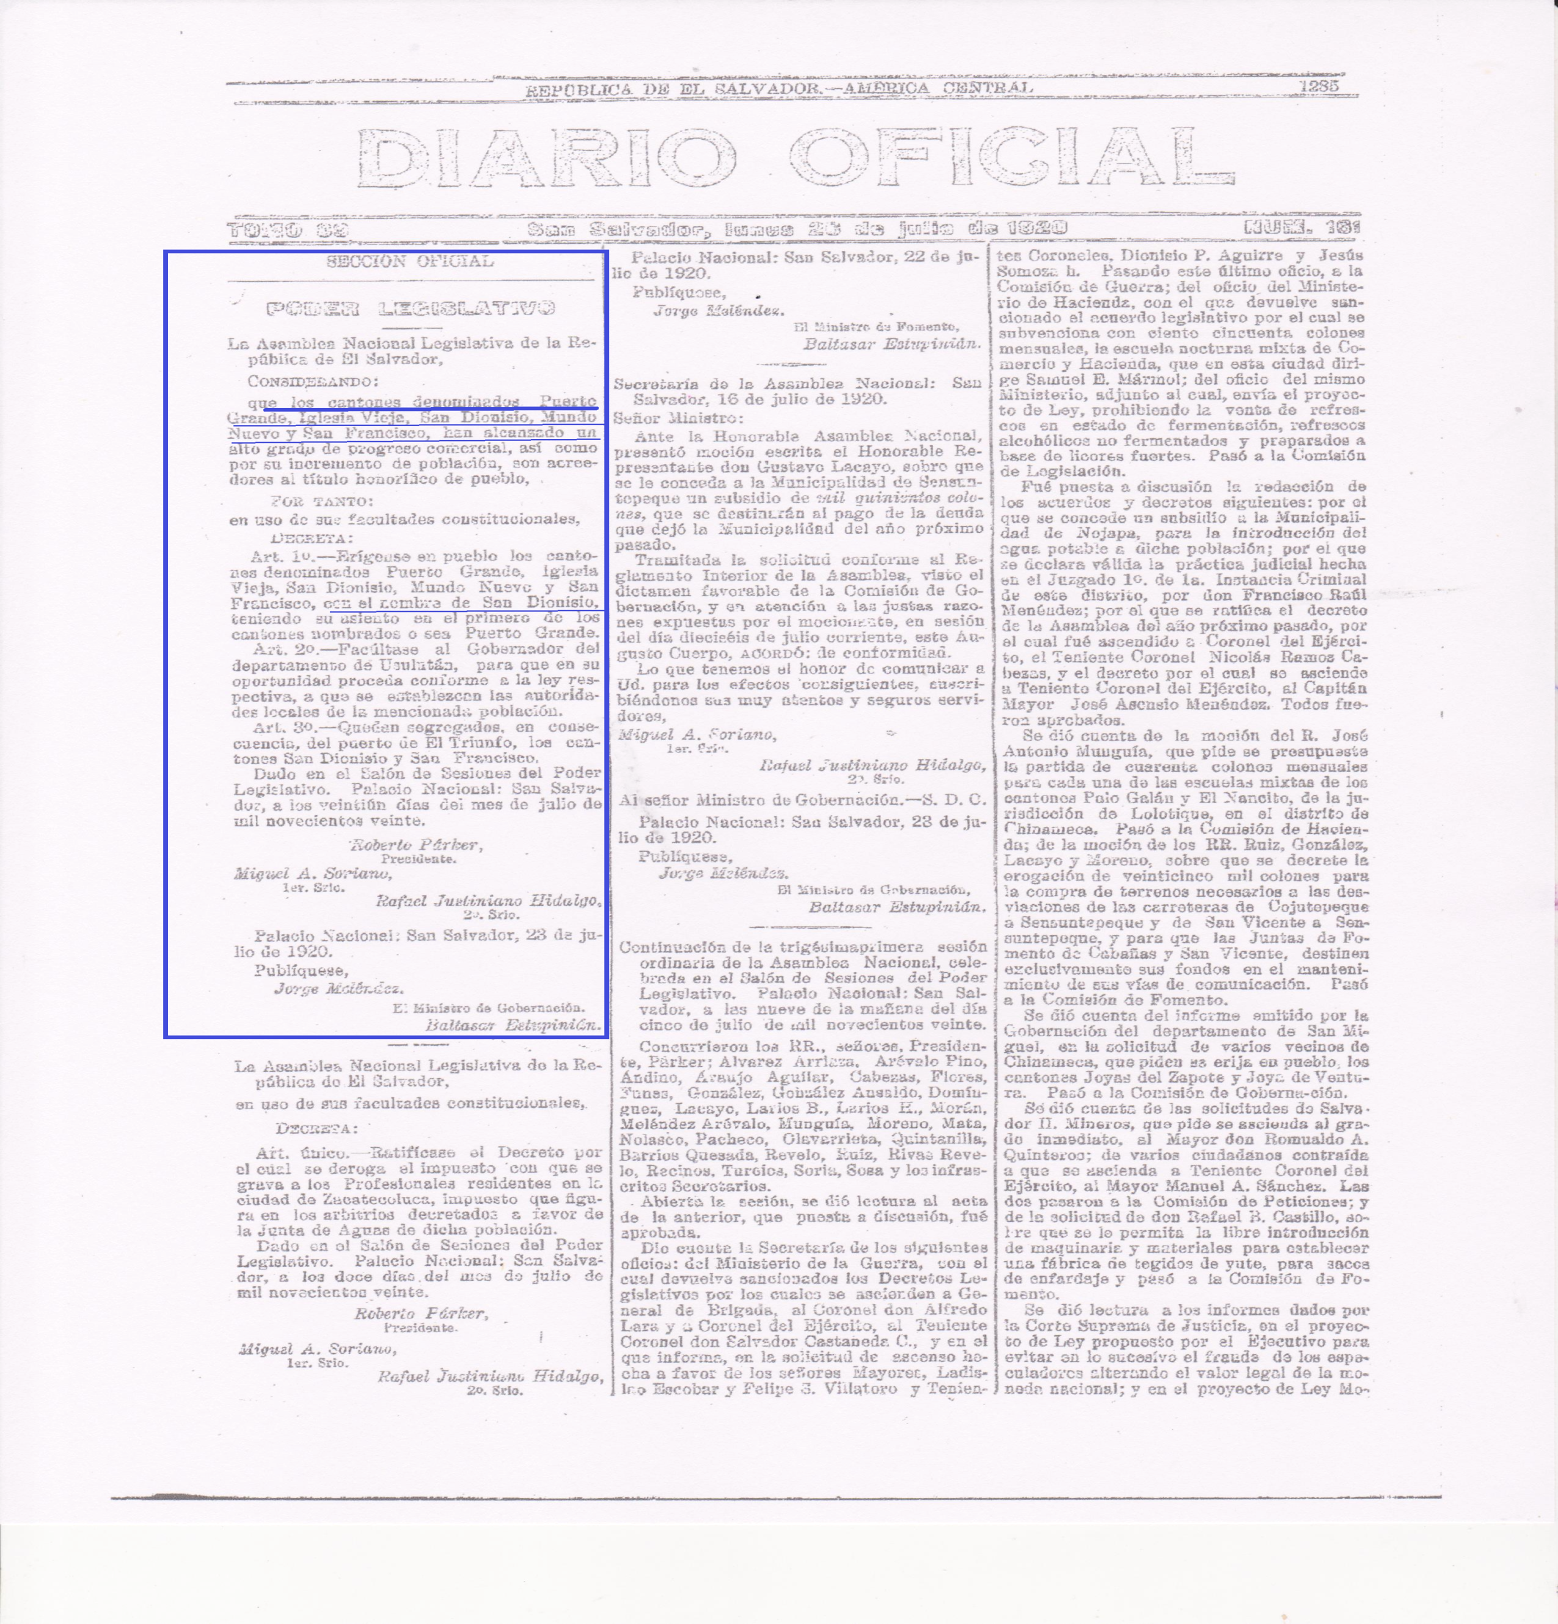 REPÚBLICA DE EL SALVADOR.—AMÉRICA CENTRAL
1285
DIARIO OFICIAL
TOMO 89
San Salvador, lunes 26 de julio de 1920
NUM. 161
SECCION OFICIAL
PODER LEGISLATIVO
La Asamblea Nacional Legislativa de la Re-
pública de El Salvador,
CONSIDERANDO:
que los cantones denominados Puerto
Grande, Iglesia Vieja, San Dionisio, Mundo
Nuevo y San Francisco, han alcanzado un
alto grado de progreso comercial, así como
por su incremento de población, son acree-
dores al título honorífico de pueblo,
POR TANTO:
en uso de sus facultades constitucionales,
DECRETA:
Art. 1o.—Erígense en pueblo los canto-
nes denominados Puerto Grande, Iglesia
Vieja, San Dionisio, Mundo Nuevo y San
Francisco, con el nombre de San Dionisio,
teniendo su asiento en el primero de los
cantones nombrados o sea Puerto Grande.
Art. 2o.—Facúltase al Gobernador del
departamento de Usulután, para que en su
oportunidad proceda conforme a la ley res-
pectiva, a que se establezcan las autorida-
des locales de la mencionada población.
Art. 3o.—Quedan segregados, en conse-
cuencia, del puerto de El Triunfo, los can-
tones San Dionisio y San Francisco.
Dado en el Salón de Sesiones del Poder
Legislativo. Palacio Nacional: San Salva-
dor, a los veintiún días del mes de julio de
mil novecientos veinte.
Roberto Párker,
Presidente.
Miguel A. Soriano,
1er. Srio.
Rafael Justiniano Hidalgo,
2o. Srio.
Palacio Nacional: San Salvador, 23 de ju-
lio de 1920.
Publíquese,
Jorge Meléndez.
El Ministro de Gobernación.
Baltasar Estupinián.
La Asamblea Nacional Legislativa de la Re-
pública de El Salvador,
en uso de sus facultades constitucionales,
DECRETA:
Art. único.—Ratifícase el Decreto por
el cual se deroga el impuesto con que se
grava a los Profesionales residentes en la
ciudad de Zacatecoluca, impuesto que figu-
ra en los arbitrios decretados a favor de
la Junta de Aguas de dicha población.
Dado en el Salón de Sesiones del Poder
Legislativo. Palacio Nacional: San Salva-
dor, a los doce días del mes de julio de
mil novecientos veinte.
Roberto Párker,
Presidente.
Miguel A. Soriano,
1er. Srio.
Rafael Justiniano Hidalgo,
2o. Srio.
Palacio Nacional: San Salvador, 22 de ju-
lio de 1920.
Publíquese,
Jorge Meléndez.
El Ministro de Fomento,
Baltasar Estupinián.
Secretaría de la Asamblea Nacional: San
Salvador, 16 de julio de 1920.
Señor Ministro:
Ante la Honorable Asamblea Nacional,
presentó moción escrita el Honorable Re-
presentante don Gustavo Lacayo, sobre que
se le conceda a la Municipalidad de Sensun-
tepeque un subsidio de mil quinientos colo-
nes, que se destinarán al pago de la deuda
que dejó la Municipalidad del año próximo
pasado.
Tramitada la solicitud conforme al Re-
glamento Interior de la Asamblea, visto el
dictamen favorable de la Comisión de Go-
bernación, y en atención a las justas razo-
nes expuestas por el mocionante, en sesión
del día dieciséis de julio corriente, este Au-
gusto Cuerpo, ACORDÓ: de conformidad.
Lo que tenemos el honor de comunicar a
Ud. para los efectos consiguientes, suscri-
biéndonos sus muy atentos y seguros servi-
dores,
Miguel A. Soriano,
1er. Srio.
Rafael Justiniano Hidalgo,
2o. Srio.
Al señor Ministro de Gobernación.—S. D. C.
Palacio Nacional: San Salvador, 23 de ju-
lio de 1920.
Publíquese,
Jorge Meléndez.
El Ministro de Gobernación,
Baltasar Estupinián.
Continuación de la trigésimaprimera sesión
ordinaria de la Asamblea Nacional, cele-
brada en el Salón de Sesiones del Poder
Legislativo. Palacio Nacional: San Sal-
vador, a las nueve de la mañana del día
cinco de julio de mil novecientos veinte.
Concurrieron los RR., señores, Presiden-
te, Párker; Alvarez Arriaza, Arévalo Pino,
Andino, Araujo Aguilar, Cabezas, Flores,
Funes, González, González Ansaldo, Domín-
guez, Lacayo, Larios B., Larios H., Morán,
Meléndez Arévalo, Munguía, Moreno, Mata,
Nolasco, Pacheco, Olavarrieta, Quintanilla,
Barrios Quesada, Revelo, Ruiz, Rivas Reve-
lo, Recinos, Turcios, Soria, Sosa y los infras-
critos Secretarios.
Abierta la sesión, se dió lectura al acta
de la anterior, que puesta a discusión, fué
aprobada.
Dio cuenta la Secretaría de los siguientes
oficios: del Ministerio de la Guerra, con el
cual devuelve sancionados los Decretos Le-
gislativos por los cuales se ascienden a Ge-
neral de Brigada, al Coronel don Alfredo
Lara y a Coronel del Ejército, al Teniente
Coronel don Salvador Castaneda C., y en el
que informa, en la solicitud de ascenso he-
cha a favor de los señores Mayores, Ladis-
lao Escobar y Felipe S. Villatoro y Tenien-
tes Coroneles, Dionisio P. Aguirre y Jesús
Somoza h. Pasando este último oficio, a la
Comisión de Guerra; del oficio del Ministe-
rio de Hacienda, con el que devuelve san-
cionado el acuerdo legislativo por el cual se
subvenciona con ciento cincuenta colones
mensuales, la escuela nocturna mixta de Co-
mercio y Hacienda, que en esta ciudad diri-
ge Samuel E. Mármol; del oficio del mismo
Ministerio, adjunto al cual, envía el proyec-
to de Ley, prohibiendo la venta de refres-
cos en estado de fermentación, refrescos
alcohólicos no fermentados y preparados a
base de licores fuertes. Pasó a la Comisión
de Legislación.
Fué puesta a discusión la redacción de
los acuerdos y decretos siguientes: por el
que se concede un subsidio a la Municipali-
dad de Nejapa, para la introducción del
agua potable a dicha población; por el que
se declara válida la práctica judicial hecha
en el Juzgado 1o. de 1a. Instancia Criminal
de este distrito, por don Francisco Raúl
Menéndez; por el que se ratifica el decreto
de la Asamblea del año próximo pasado, por
el cual fué ascendido a Coronel del Ejérci-
to, el Teniente Coronel Nicolás Ramos Ca-
bezas, y el decreto por el cual se asciende
a Teniente Coronel del Ejército, al Capitán
Mayor José Ascasio Menéndez. Todos fue-
ron aprobados.
Se dió cuenta de la moción del R. José
Antonio Munguía, que pide se presupueste
la partida de cuarenta colones mensuales
para cada una de las escuelas mixtas de los
cantones Palo Galán y El Nancito, de la ju-
risdicción de Lolotique, en el distrito de
Chinameca. Pasó a la Comisión de Hacien-
da; de la moción de los RR. Ruiz, González,
Lacayo y Moreno, sobre que se decrete la
erogación de veinticinco mil colones para
la compra de terrenos necesarios a las des-
viaciones de las carreteras de Cojutepeque
a Sensuntepeque y de San Vicente a Sen-
suntepeque, y para que las Juntas de Fo-
mento de Cabañas y San Vicente, destinen
exclusivamente sus fondos en el manteni-
miento de sus vías de comunicación. Pasó
a la Comisión de Fomento.
Se dió cuenta del informe emitido por la
Gobernación del departamento de San Mi-
guel, en la solicitud de varios vecinos de
Chinameca, que piden se erija en pueblo, los
cantones Joyas del Zapote y Joya de Ventu-
ra. Pasó a la Comisión de Goberna-ción.
Se dió cuenta de las solicitudes de Salva-
dor H. Mineros, que pide se ascienda al gra-
do inmediato, al Mayor don Romualdo A.
Quinteros; de varios ciudadanos contraída
a que se ascienda a Teniente Coronel del
Ejército, al Mayor Manuel A. Sánchez. Las
dos pasaron a la Comisión de Peticiones; y
de la solicitud de don Rafael B. Castillo, so-
bre que se le permita la libre introducción
de maquinaria y materiales para establecer
una fábrica de tegidos de yute, para sacos
de enfardaje y pasó a la Comisión de Fo-
mento.
Se dió lectura a los informes dados por
la Corte Suprema de Justicia, en el proyec-
to de Ley propuesto por el Ejecutivo para
evitar en lo sucesivo el fraude de los espe-
culadores alterando el valor legal de la mo-
neda nacional; y en el proyecto de Ley Mo-